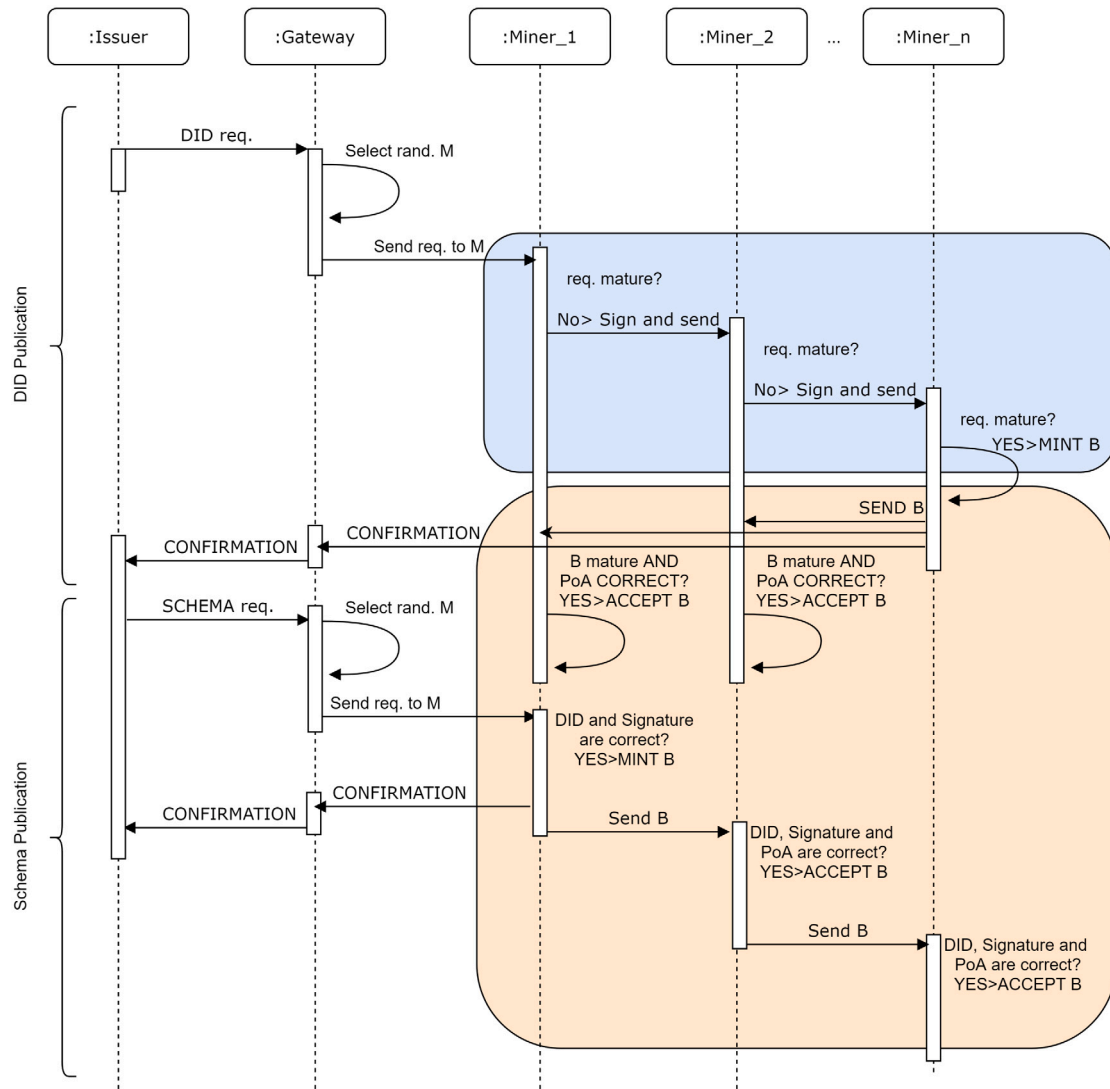 :Issuer
:Gateway
:Miner_1
:Miner_2
...
:Miner_n
DID req.
Select rand. M
Send req. to M
req. mature?
No> Sign and send
req. mature?
No> Sign and send
req. mature?
YES>MINT B
DID Publication
SEND B
CONFIRMATION
CONFIRMATION
B mature AND
PoA CORRECT?
YES>ACCEPT B
B mature AND
PoA CORRECT?
YES>ACCEPT B
SCHEMA req.
Select rand. M
Send req. to M
DID and Signature
are correct?
YES>MINT B
Schema Publication
CONFIRMATION
CONFIRMATION
Send B
DID, Signature and
PoA are correct?
YES>ACCEPT B
Send B
DID, Signature and
PoA are correct?
YES>ACCEPT B